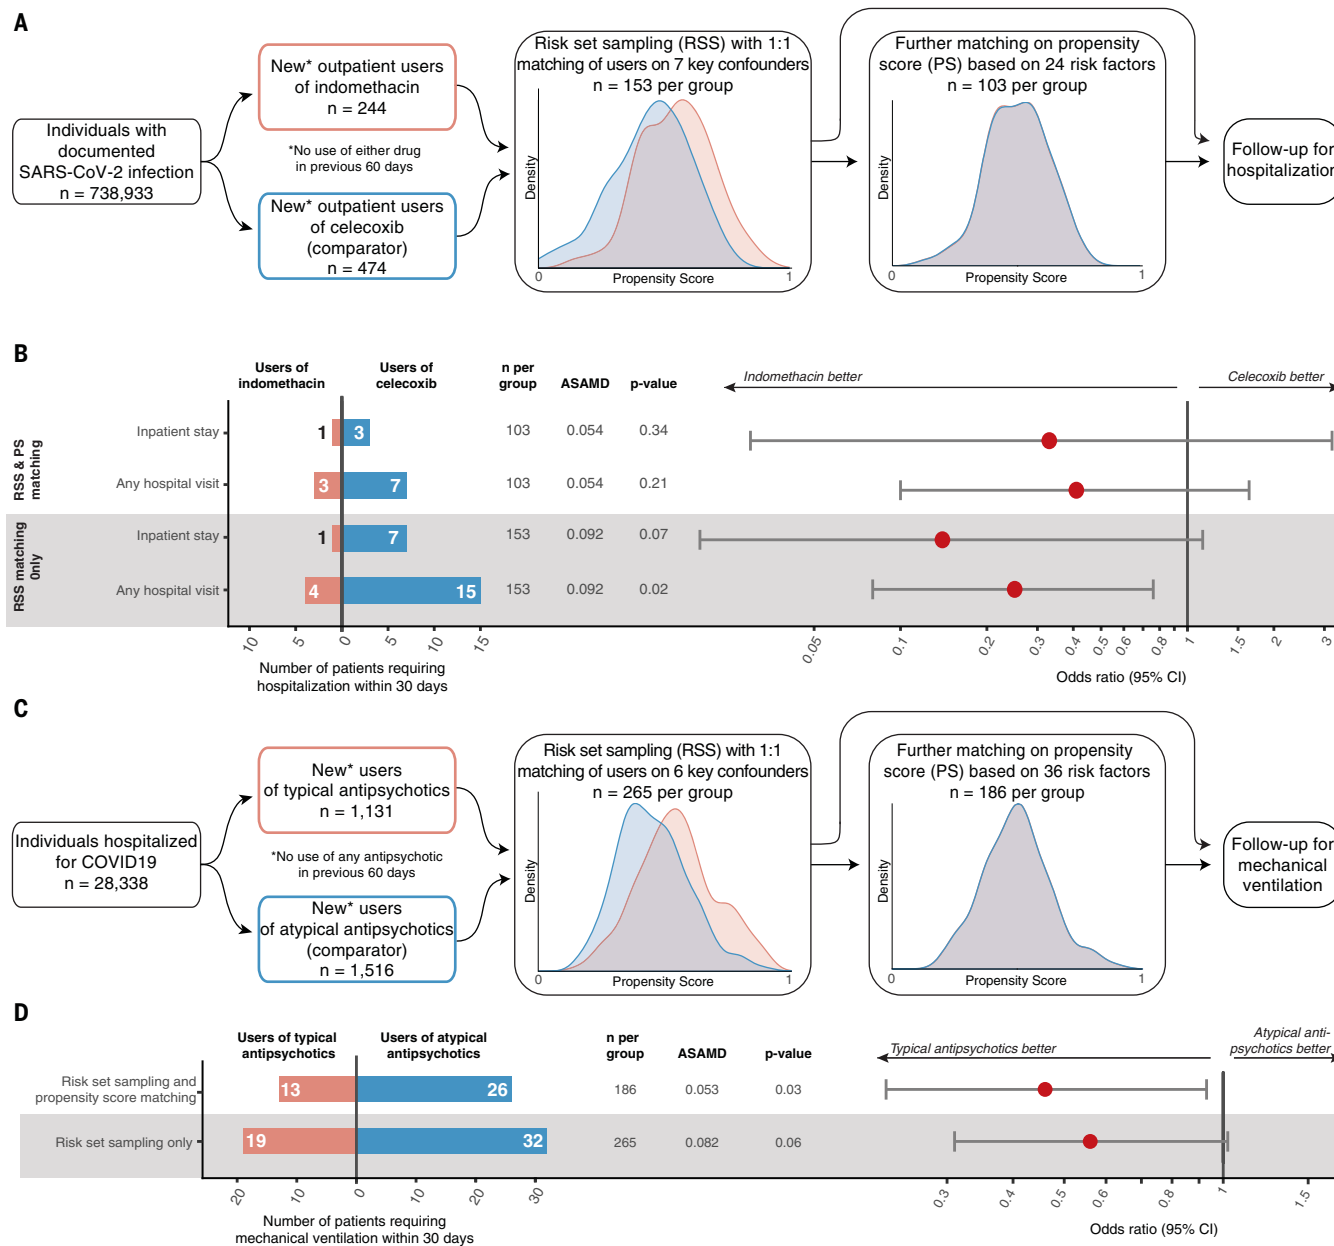 A
Individuals with
documented
SARS-CoV-2 infection
n = 738,933
New* outpatient users
of indomethacin
n = 244
*No use of either drug
in previous 60 days
New* outpatient users
of celecoxib
(comparator)
n = 474
Risk set sampling (RSS) with 1:1
matching of users on 7 key confounders
n = 153 per group
Density
0
Propensity Score
1
Further matching on propensity
score (PS) based on 24 risk factors
n = 103 per group
Density
0
Propensity Score
1
Follow-up for
hospitalization
B
Users of
indomethacin
Users of
celecoxib
n per
group
ASAMD
p-value
Indomethacin better
Celecoxib better
RSS & PS
matching
Inpatient stay
1
3
103
0.054
0.34
Any hospital visit
3
7
103
0.054
0.21
RSS matching
0nly
Inpatient stay
1
7
153
0.092
0.07
Any hospital visit
4
15
153
0.092
0.02
10
5
0
5
10
15
Number of patients requiring
hospitalization within 30 days
0.05
0.1
0.2
0.3
0.4
0.5
0.6
0.8
1
1.5
2
3
Odds ratio (95% CI)
C
Individuals hospitalized
for COVID19
n = 28,338
New* users
of typical antipsychotics
n = 1,131
*No use of any antipsychotic
in previous 60 days
New* users
of atypical antipsychotics
(comparator)
n = 1,516
Risk set sampling (RSS) with 1:1
matching of users on 6 key confounders
n = 265 per group
Density
0
Propensity Score
1
Further matching on propensity
score (PS) based on 36 risk factors
n = 186 per group
Density
0
Propensity Score
1
Follow-up for
mechanical
ventilation
D
Users of typical
antipsychotics
Users of atypical
antipsychotics
n per
group
ASAMD
p-value
Typical antipsychotics better
Atypical anti-
psychotics better
Risk set sampling and
propensity score matching
13
26
186
0.053
0.03
Risk set sampling only
19
32
265
0.082
0.06
20
10
0
10
20
30
Number of patients requiring
mechanical ventilation within 30 days
0.3
0.4
0.5
0.6
0.8
1
1.5
Odds ratio (95% CI)